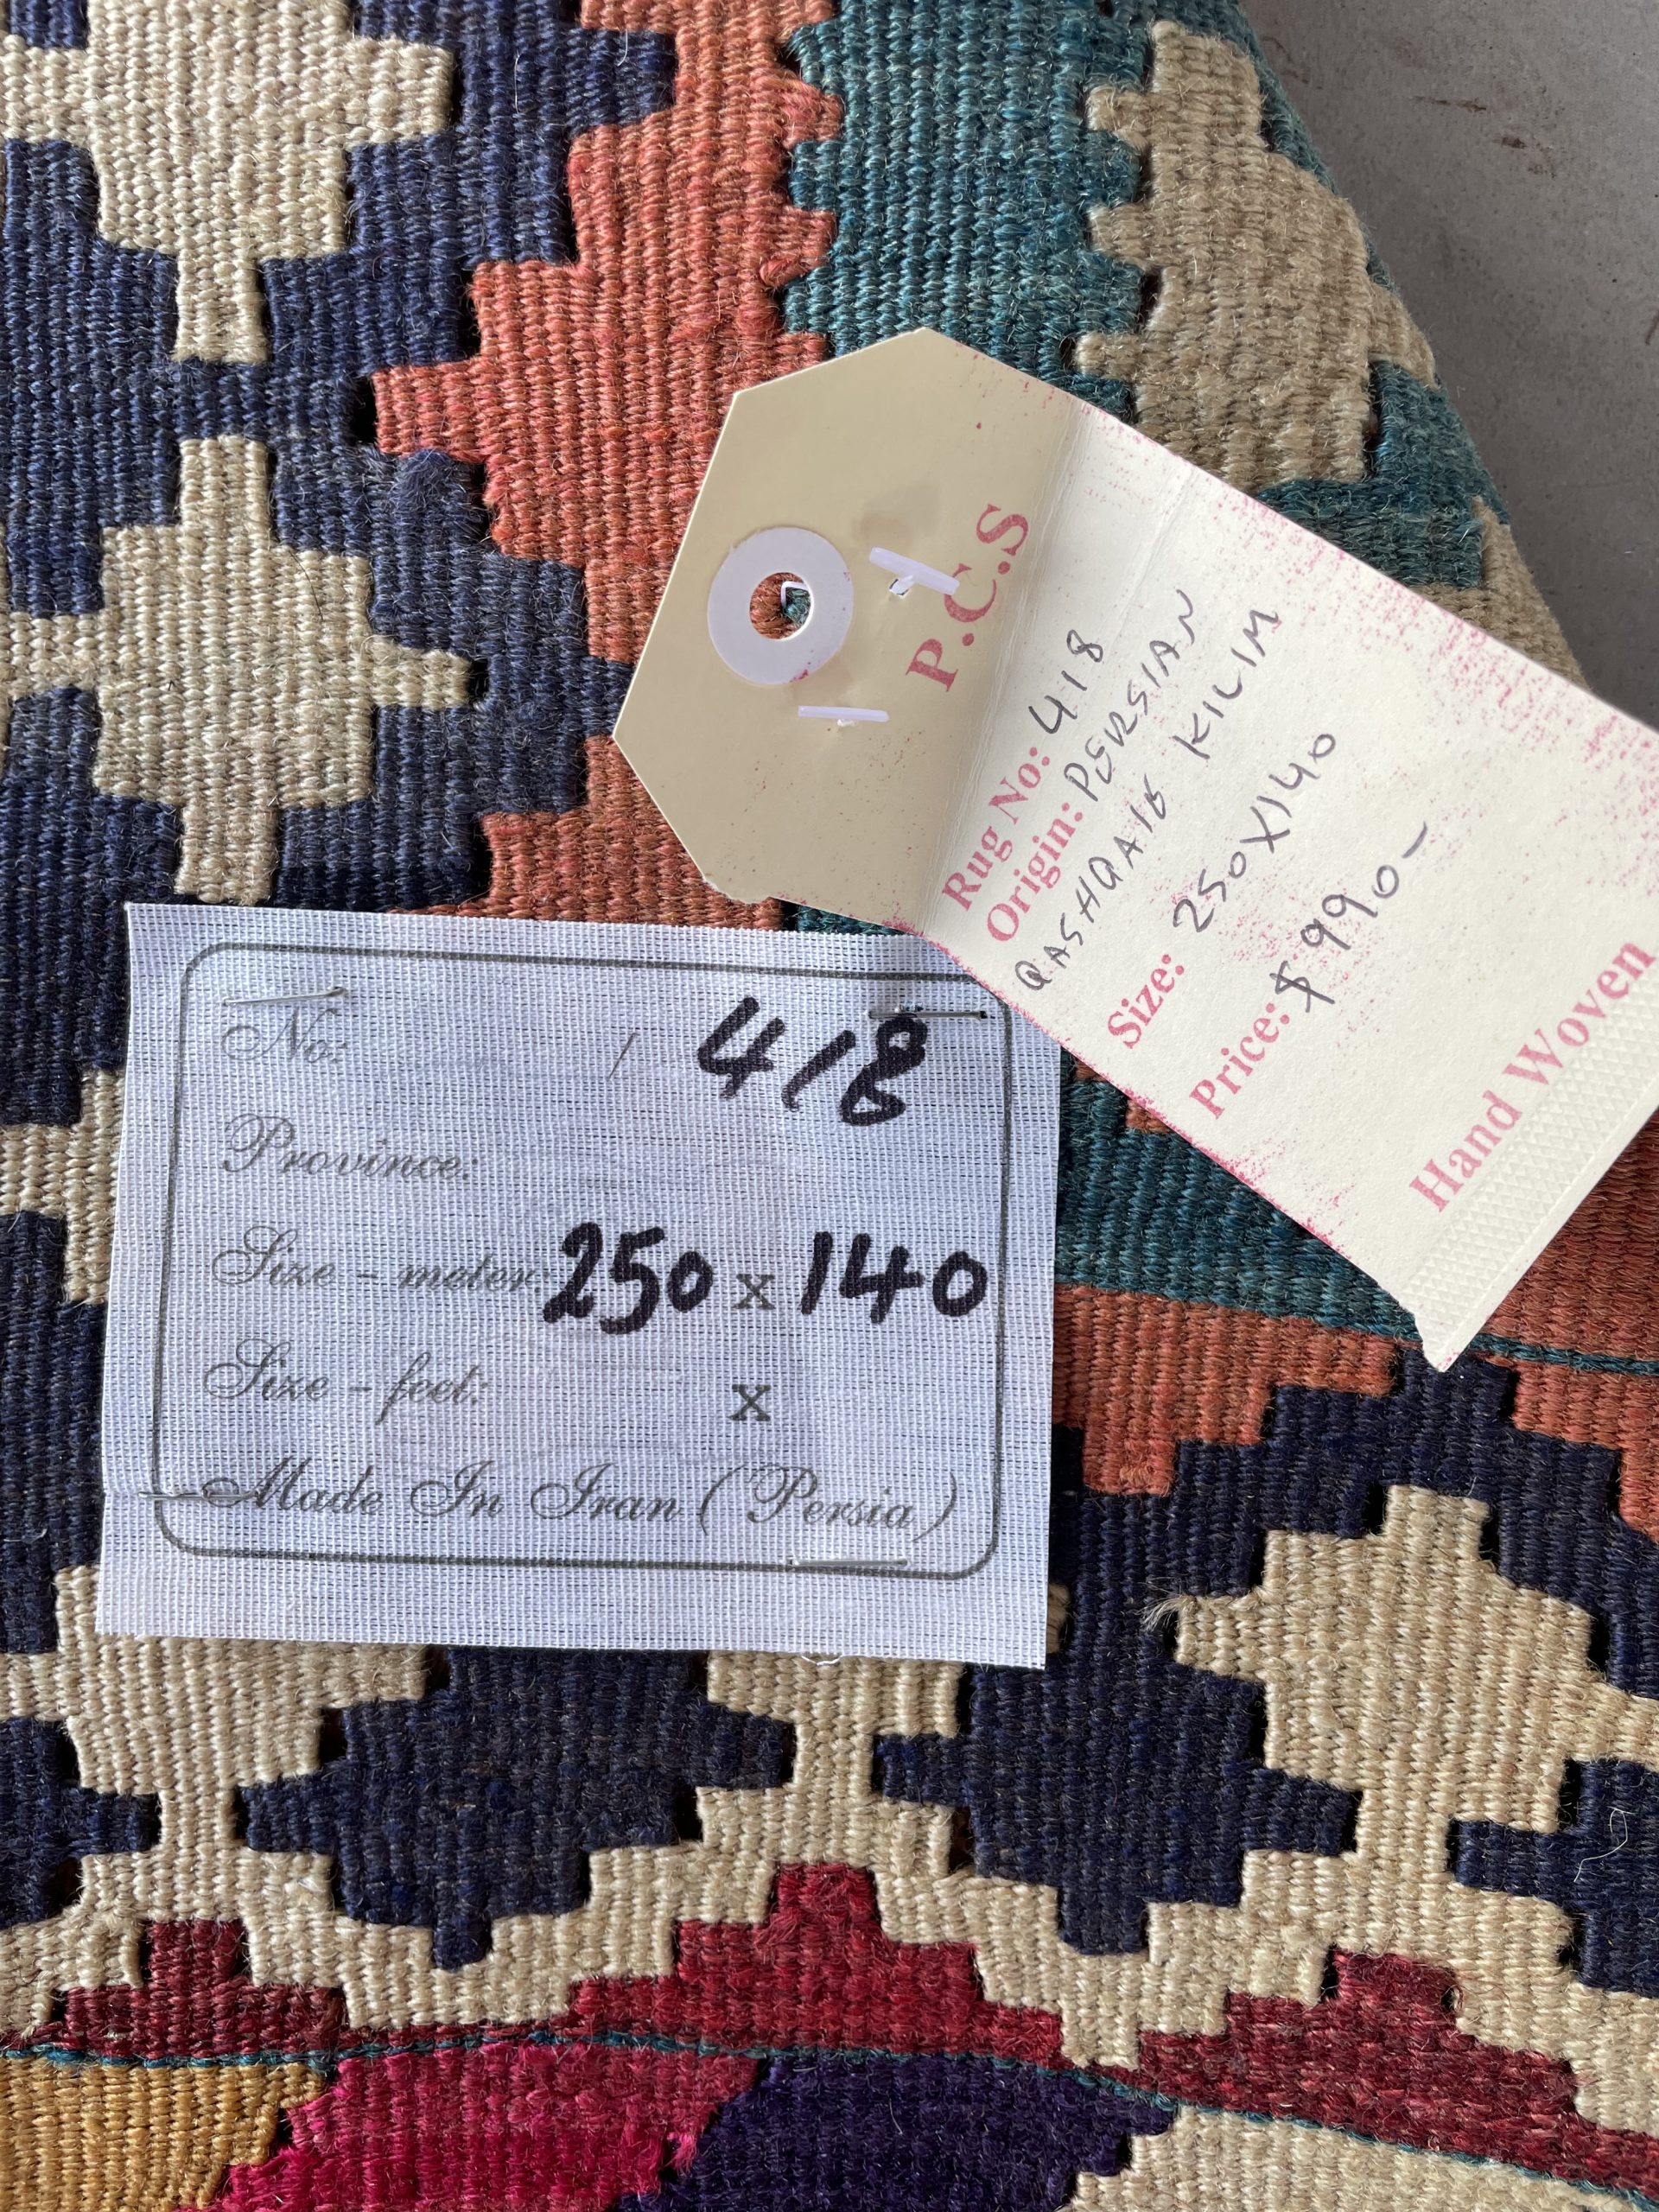 P.C.S
Rug No: 418
Origin: PERSIAN
QASHQAIE KILIM
Size: 250X140
Price: $990-
Hand Woven
No: / 418
Province:
Size - meter: 250 x 140
Size - feet: x
Made In Iran (Persia)